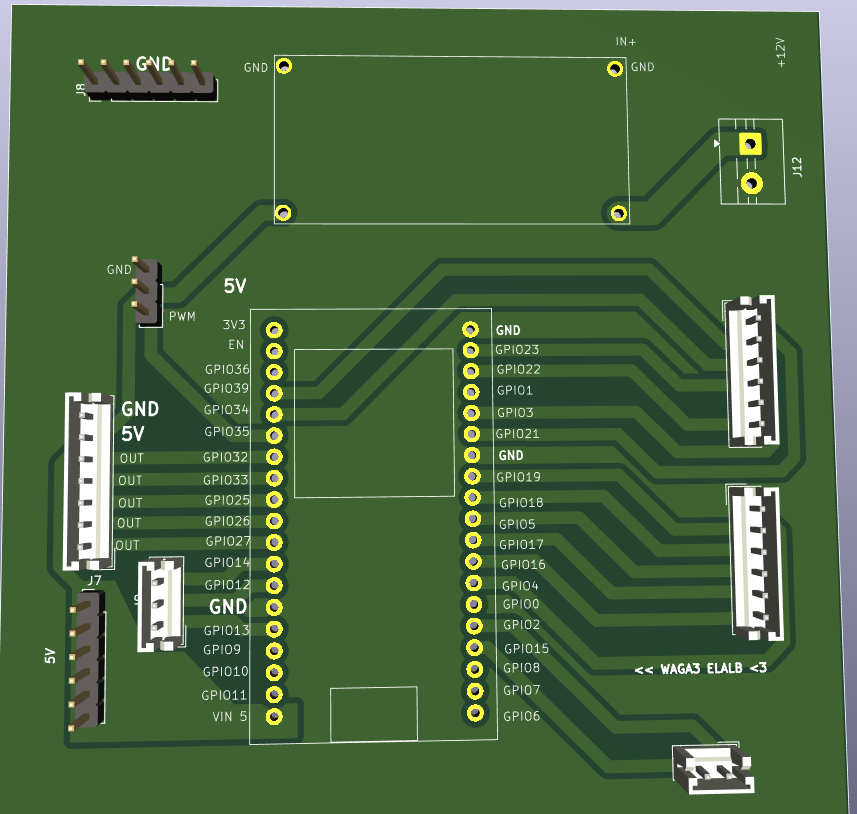 IN+
+12V
GND
GND
GND
J8
J12
GND
5V
PWM
3V3
GND
EN
GPIO23
GPIO36
GPIO22
GPIO39
GPIO1
GND
GPIO34
GPIO3
5V
GPIO35
GPIO21
OUT
GPIO32
GND
OUT
GPIO33
GPIO19
OUT
GPIO25
GPIO18
OUT
GPIO26
GPIO5
OUT
GPIO27
GPIO17
GPIO14
GPIO16
J7
GPIO12
GPIO4
GND
GPIO0
GPIO13
GPIO2
5V
GPIO9
GPIO15
GPIO10
GPIO8
<< WAGA3 ELALB <3
GPIO11
GPIO7
VIN 5
GPIO6